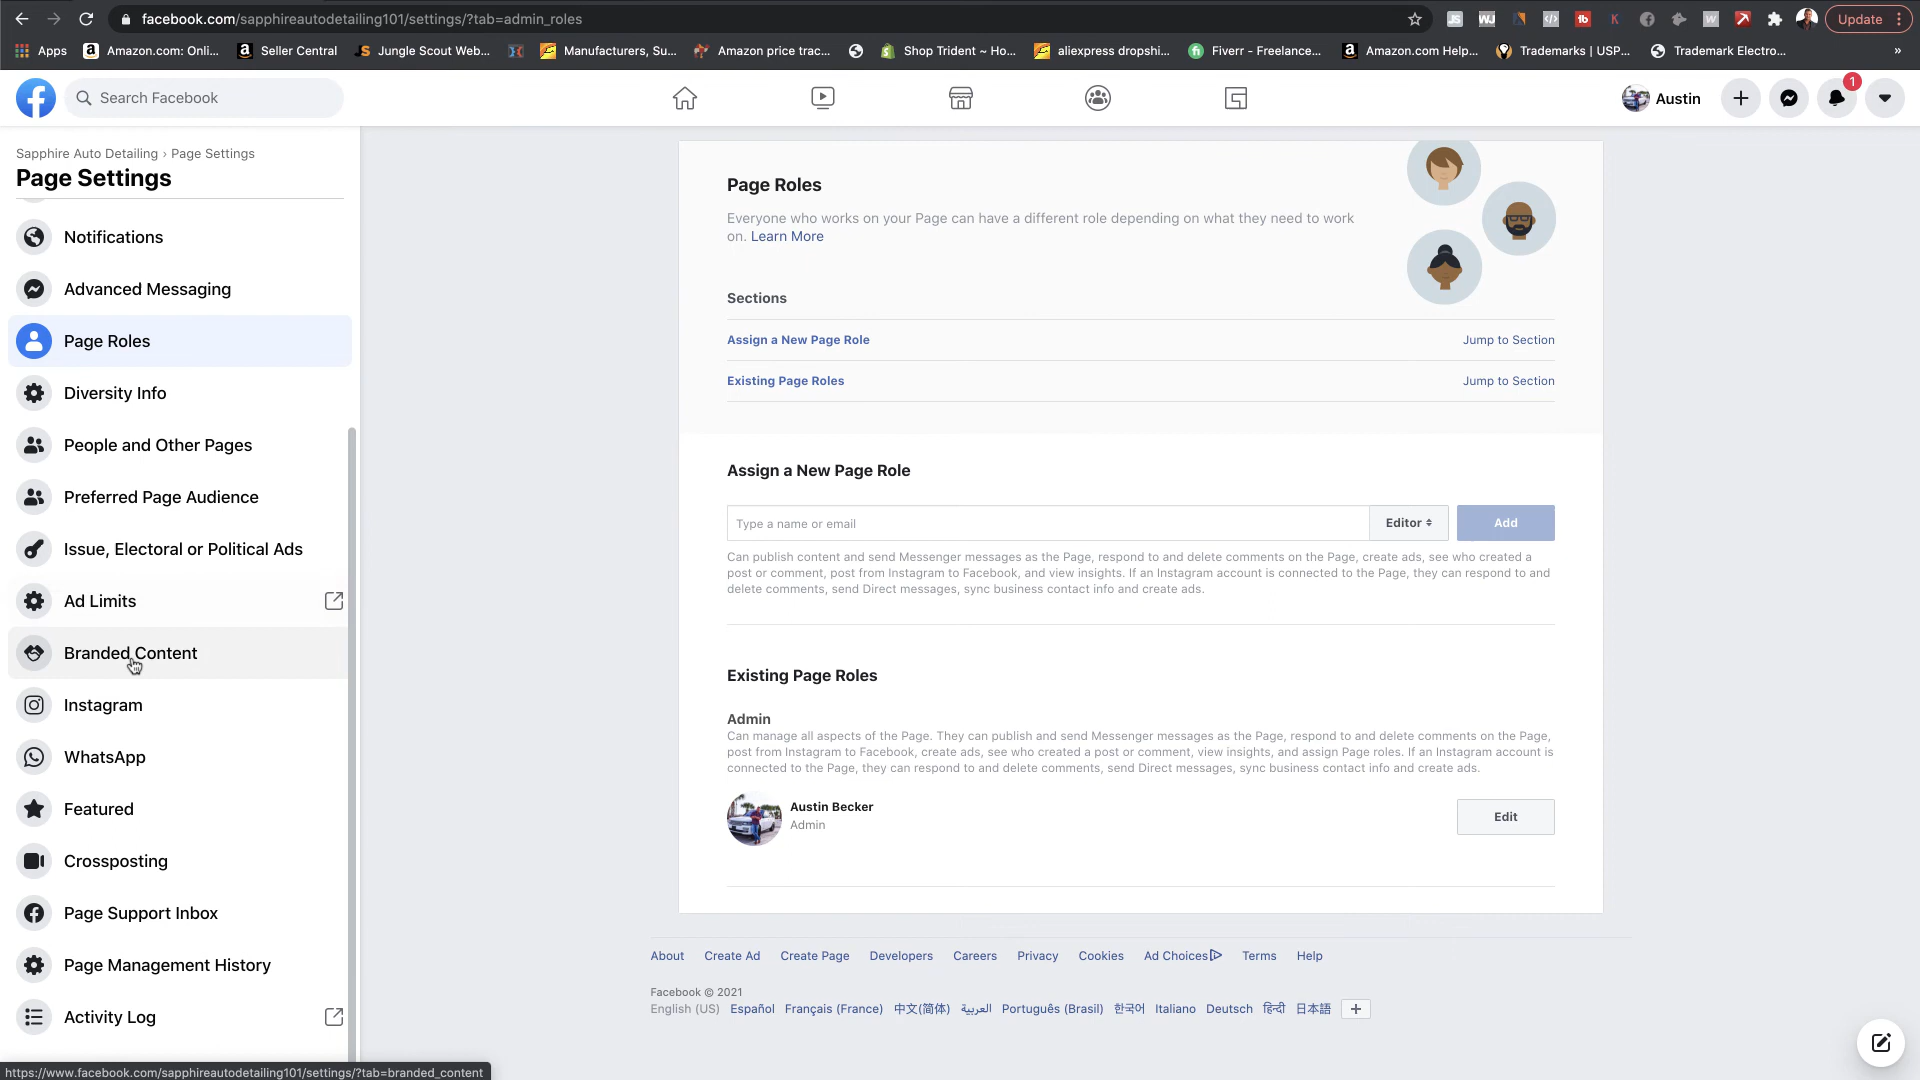 facebook.com/sapphireautodetailing101/settings/?tab=admin_roles
Update
Apps
Amazon.com: Onli...
Seller Central
Jungle Scout Web...
Manufacturers, Su...
Amazon price trac...
Shop Trident ~ Ho...
aliexpress dropshi...
Fiverr - Freelance...
Amazon.com Help,...
Trademarks | USP...
Trademark Electro...
»
Search Facebook
Austin
1
Sapphire Auto Detailing › Page Settings
Page Settings
Notifications
Advanced Messaging
Page Roles
Diversity Info
People and Other Pages
Preferred Page Audience
Issue, Electoral or Political Ads
Ad Limits
Branded Content
Instagram
WhatsApp
Featured
Crossposting
Page Support Inbox
Page Management History
Activity Log
Page Roles
Everyone who works on your Page can have a different role depending on what they need to work
on. Learn More
Sections
Assign a New Page Role Jump to Section
Existing Page Roles Jump to Section
Assign a New Page Role
Type a name or email Editor Add
Can publish content and send Messenger messages as the Page, respond to and delete comments on the Page, create ads, see who created a
post or comment, post from Instagram to Facebook, and view insights. If an Instagram account is connected to the Page, they can respond to and
delete comments, send Direct messages, sync business contact info and create ads.
Existing Page Roles
Admin
Can manage all aspects of the Page. They can publish and send Messenger messages as the Page, respond to and delete comments on the Page,
post from Instagram to Facebook, create ads, see who created a post or comment, view insights, and assign Page roles. If an Instagram account is
connected to the Page, they can respond to and delete comments, send Direct messages, sync business contact info and create ads.
Austin Becker
Admin
Edit
About Create Ad Create Page Developers Careers Privacy Cookies Ad Choices Terms Help
Facebook © 2021
English (US) Español Français (France) 中文(简体) العربية Português (Brasil) 한국어 Italiano Deutsch हिन्दी 日本語 +
https://www.facebook.com/sapphireautodetailing101/settings/?tab=branded_content